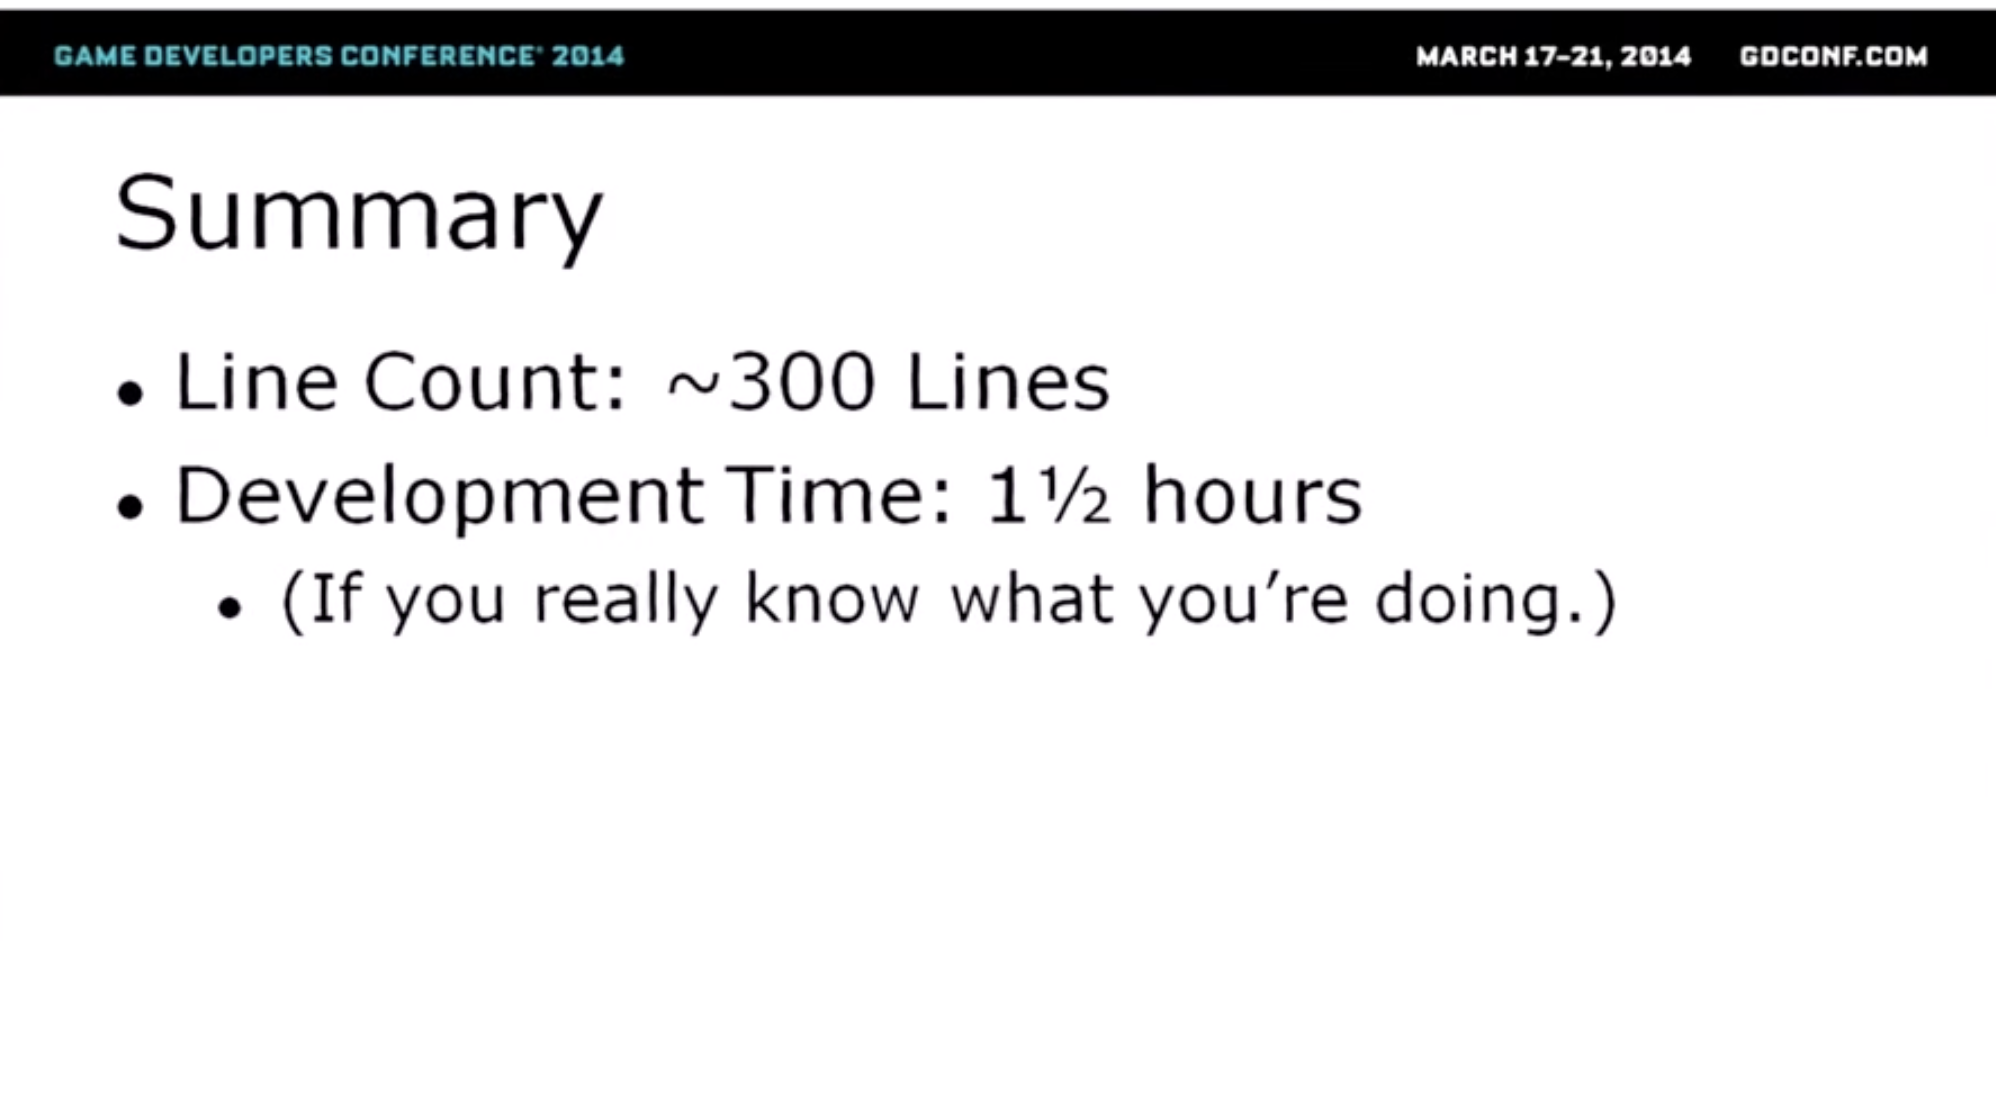 GAME DEVELOPERS CONFERENCE® 2014
MARCH 17–21, 2014 GDCONF.COM
Summary
• Line Count: ~300 Lines
• Development Time: 1½ hours
• (If you really know what you’re doing.)